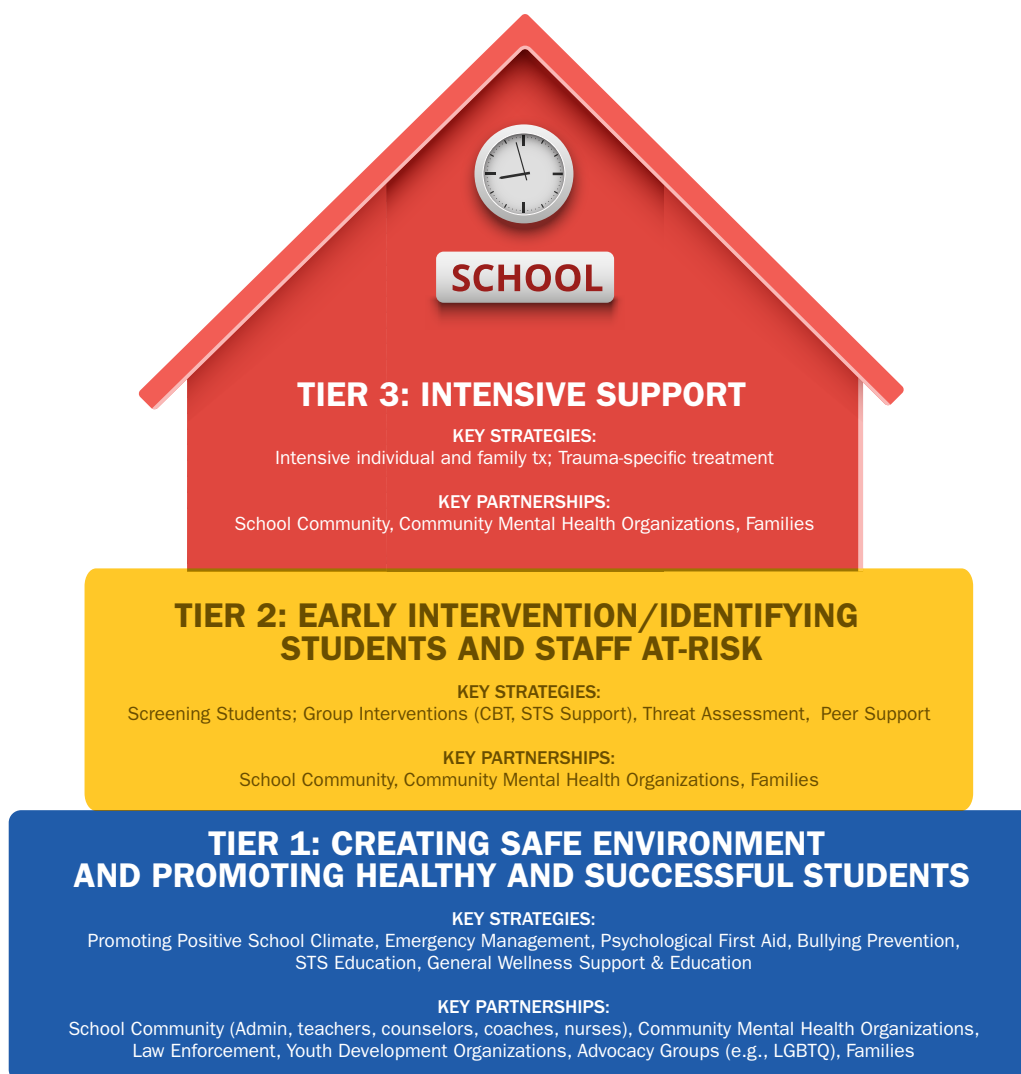 SCHOOL
TIER 3: INTENSIVE SUPPORT
KEY STRATEGIES:
Intensive individual and family tx; Trauma-specific treatment
KEY PARTNERSHIPS:
School Community, Community Mental Health Organizations, Families
TIER 2: EARLY INTERVENTION/IDENTIFYING
STUDENTS AND STAFF AT-RISK
KEY STRATEGIES:
Screening Students; Group Interventions (CBT, STS Support), Threat Assessment, Peer Support
KEY PARTNERSHIPS:
School Community, Community Mental Health Organizations, Families
TIER 1: CREATING SAFE ENVIRONMENT
AND PROMOTING HEALTHY AND SUCCESSFUL STUDENTS
KEY STRATEGIES:
Promoting Positive School Climate, Emergency Management, Psychological First Aid, Bullying Prevention,
STS Education, General Wellness Support & Education
KEY PARTNERSHIPS:
School Community (Admin, teachers, counselors, coaches, nurses), Community Mental Health Organizations,
Law Enforcement, Youth Development Organizations, Advocacy Groups (e.g., LGBTQ), Families